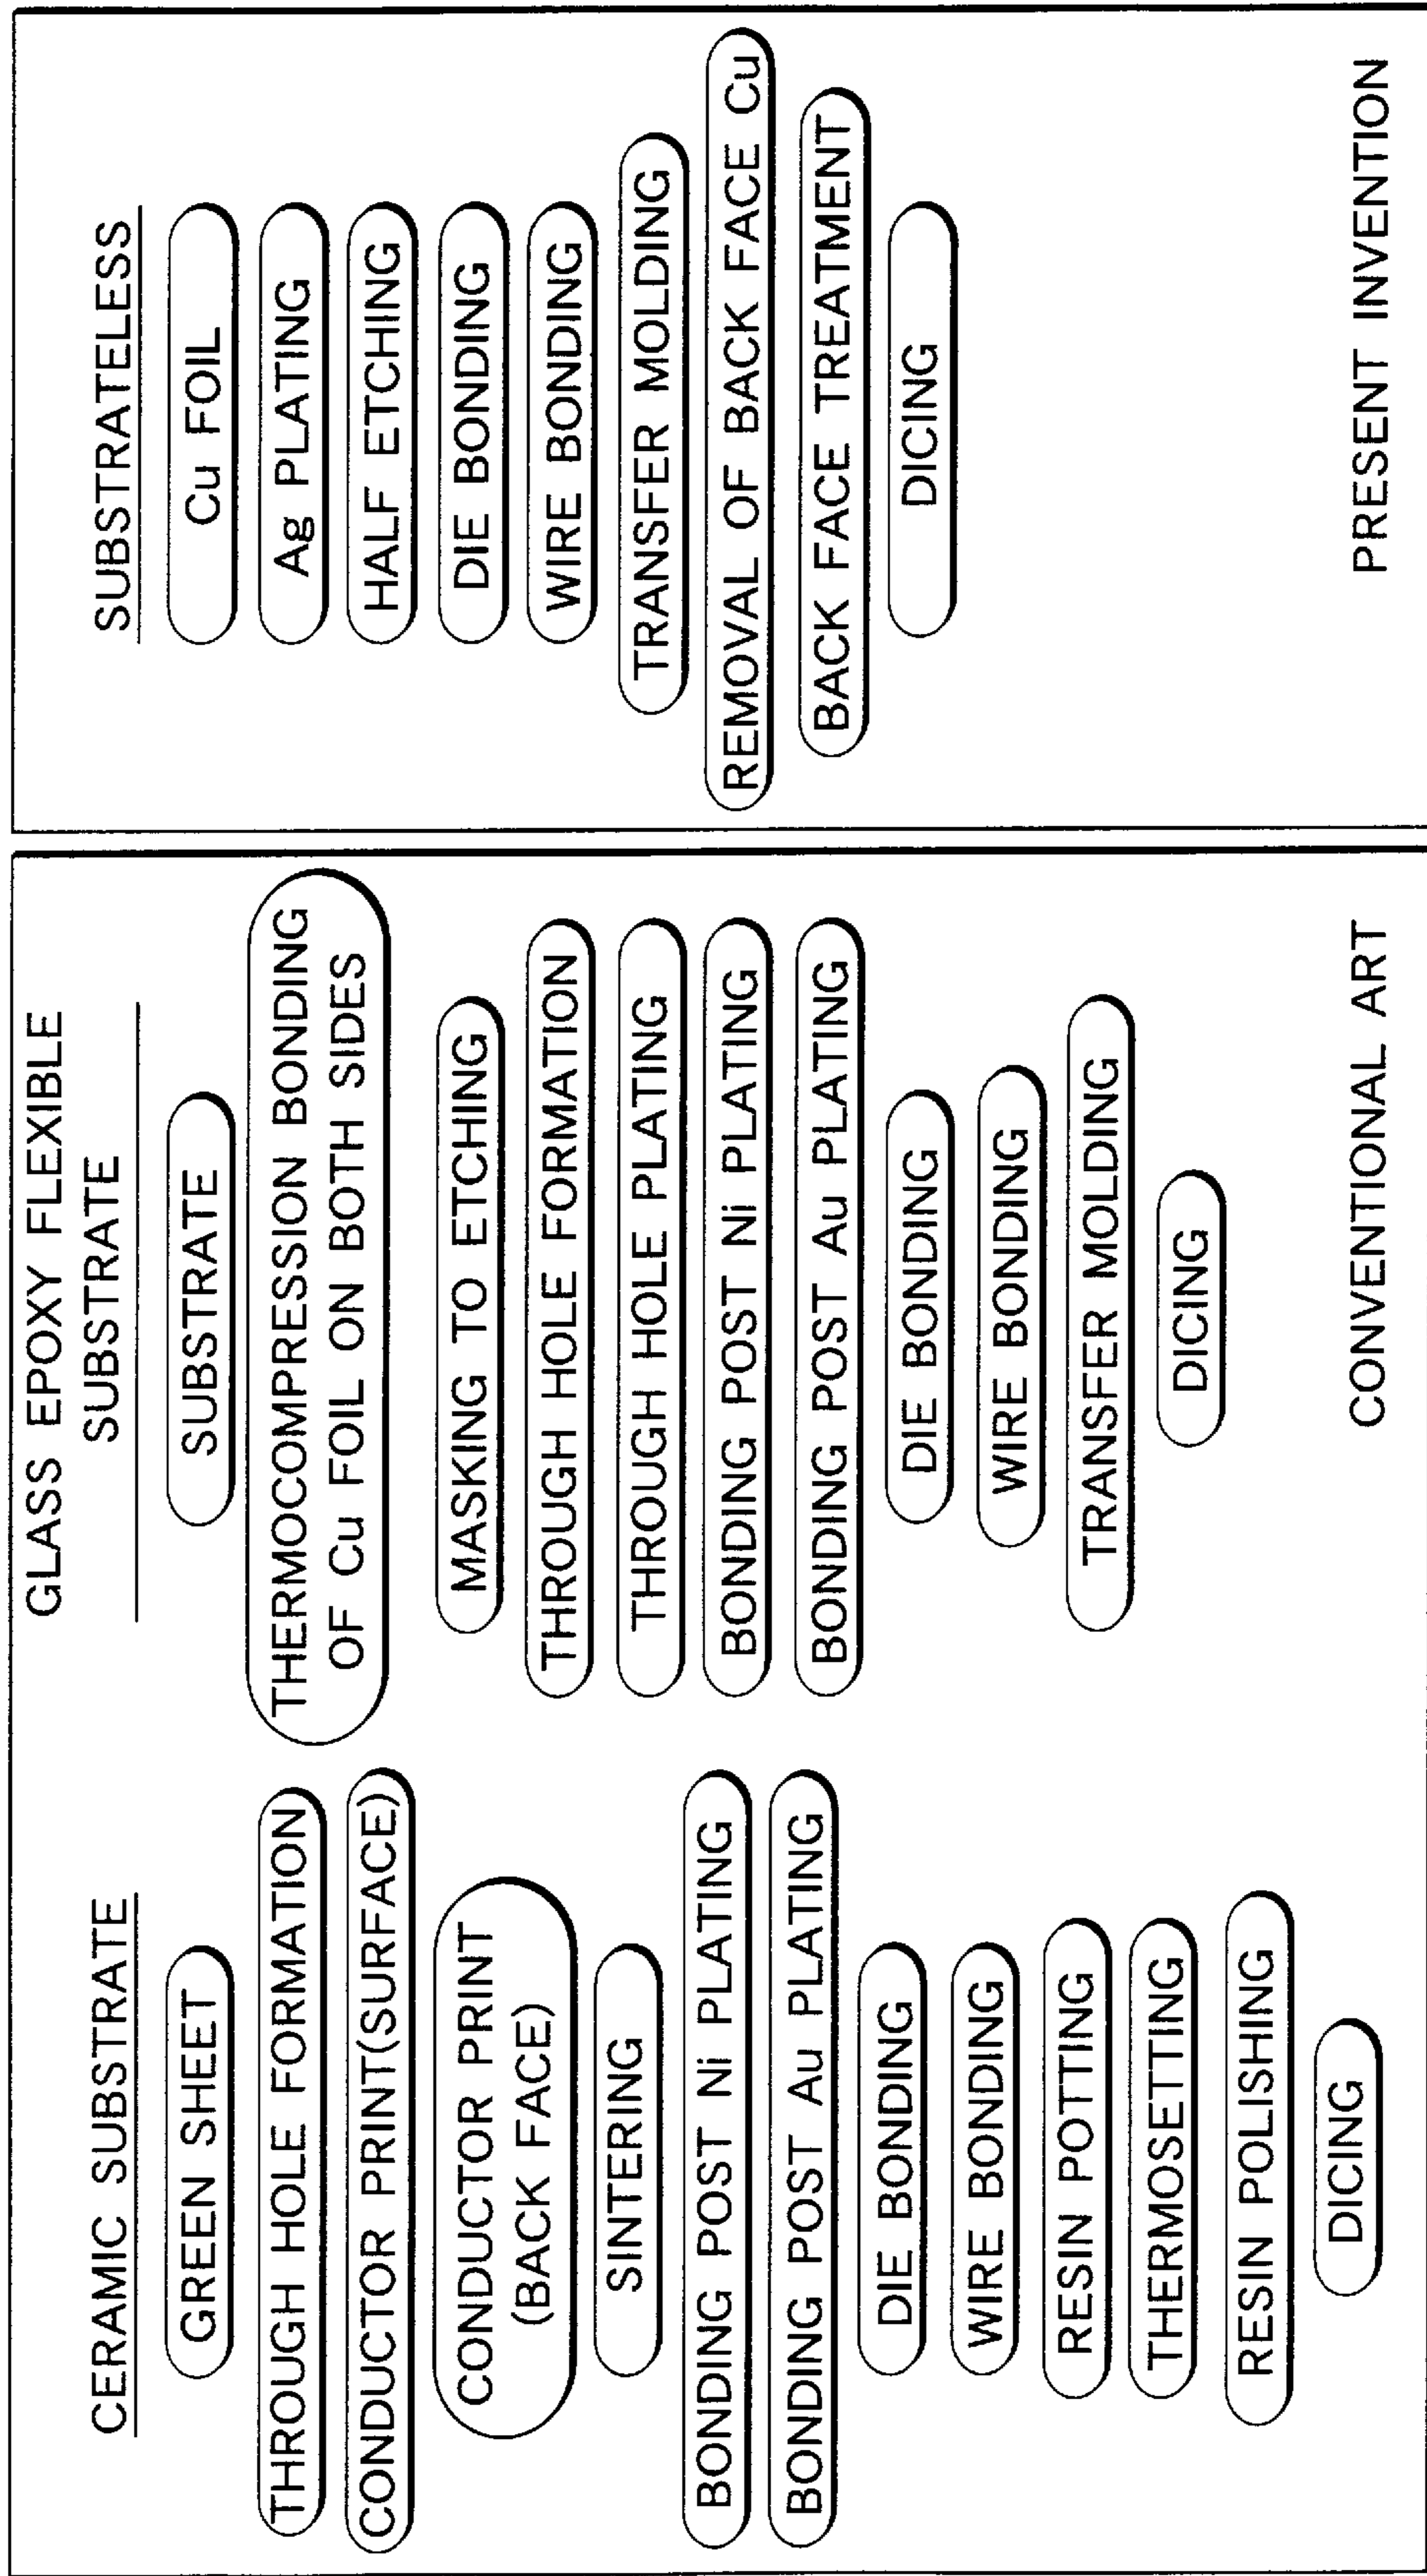 CERAMIC SUBSTRATE
GREEN SHEET
THROUGH HOLE FORMATION
CONDUCTOR PRINT(SURFACE)
CONDUCTOR PRINT
(BACK FACE)
SINTERING
BONDING POST Ni PLATING
BONDING POST Au PLATING
DIE BONDING
WIRE BONDING
RESIN POTTING
THERMOSETTING
RESIN POLISHING
DICING
GLASS EPOXY FLEXIBLE
SUBSTRATE
SUBSTRATE
THERMOCOMPRESSION BONDING
OF Cu FOIL ON BOTH SIDES
MASKING TO ETCHING
THROUGH HOLE FORMATION
THROUGH HOLE PLATING
BONDING POST Ni PLATING
BONDING POST Au PLATING
DIE BONDING
WIRE BONDING
TRANSFER MOLDING
DICING
CONVENTIONAL ART
SUBSTRATELESS
Cu FOIL
Ag PLATING
HALF ETCHING
DIE BONDING
WIRE BONDING
TRANSFER MOLDING
REMOVAL OF BACK FACE Cu
BACK FACE TREATMENT
DICING
PRESENT INVENTION